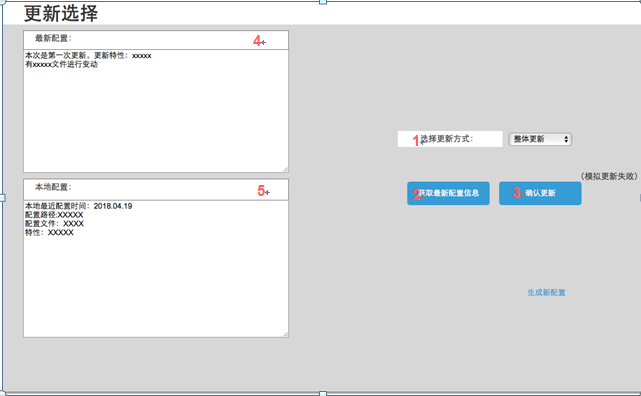 更新选择
最新配置：
4
本次是第一次更新，更新特性：xxxxx
有xxxxx文件进行变动
1 选择更新方式：
整体更新
（模拟更新失败）
本地配置：
5
2 获取最新配置信息
3 确认更新
本地最近配置时间：2018.04.19
配置路径:XXXXX
配置文件：XXXX
特性：XXXXX
生成新配置